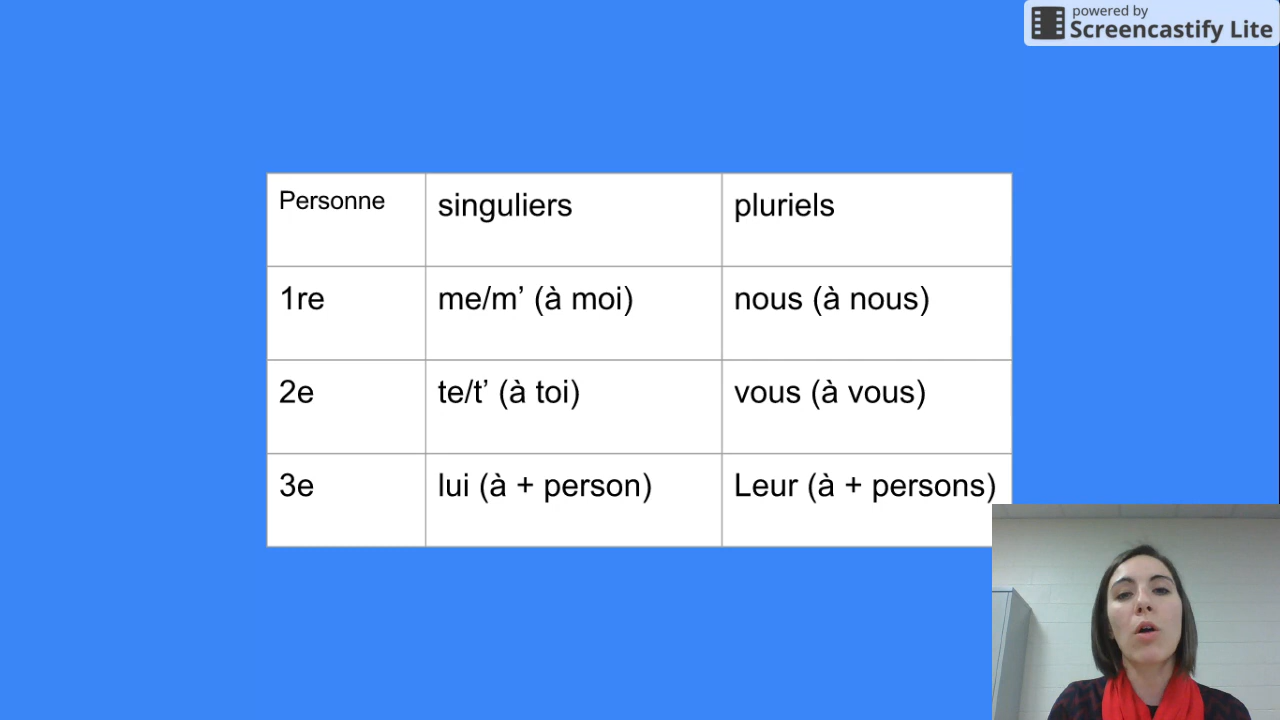 powered by
Screencastify Lite
Personne singuliers pluriels
1re me/m’ (à moi) nous (à nous)
2e te/t’ (à toi) vous (à vous)
3e lui (à + person) Leur (à + persons)